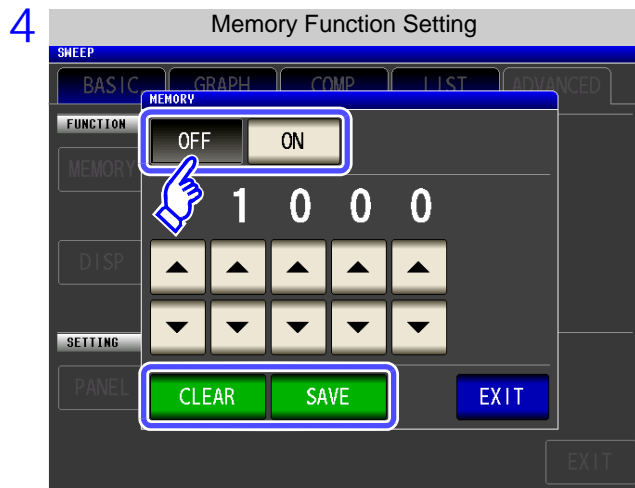 4
Memory Function Setting
SWEEP
BASIC GRAPH COMP LIST ADVANCED
MEMORY
FUNCTION
OFF ON
MEMORY
1 0 0 0
DISP
SETTING
PANEL
CLEAR SAVE EXIT
EXIT